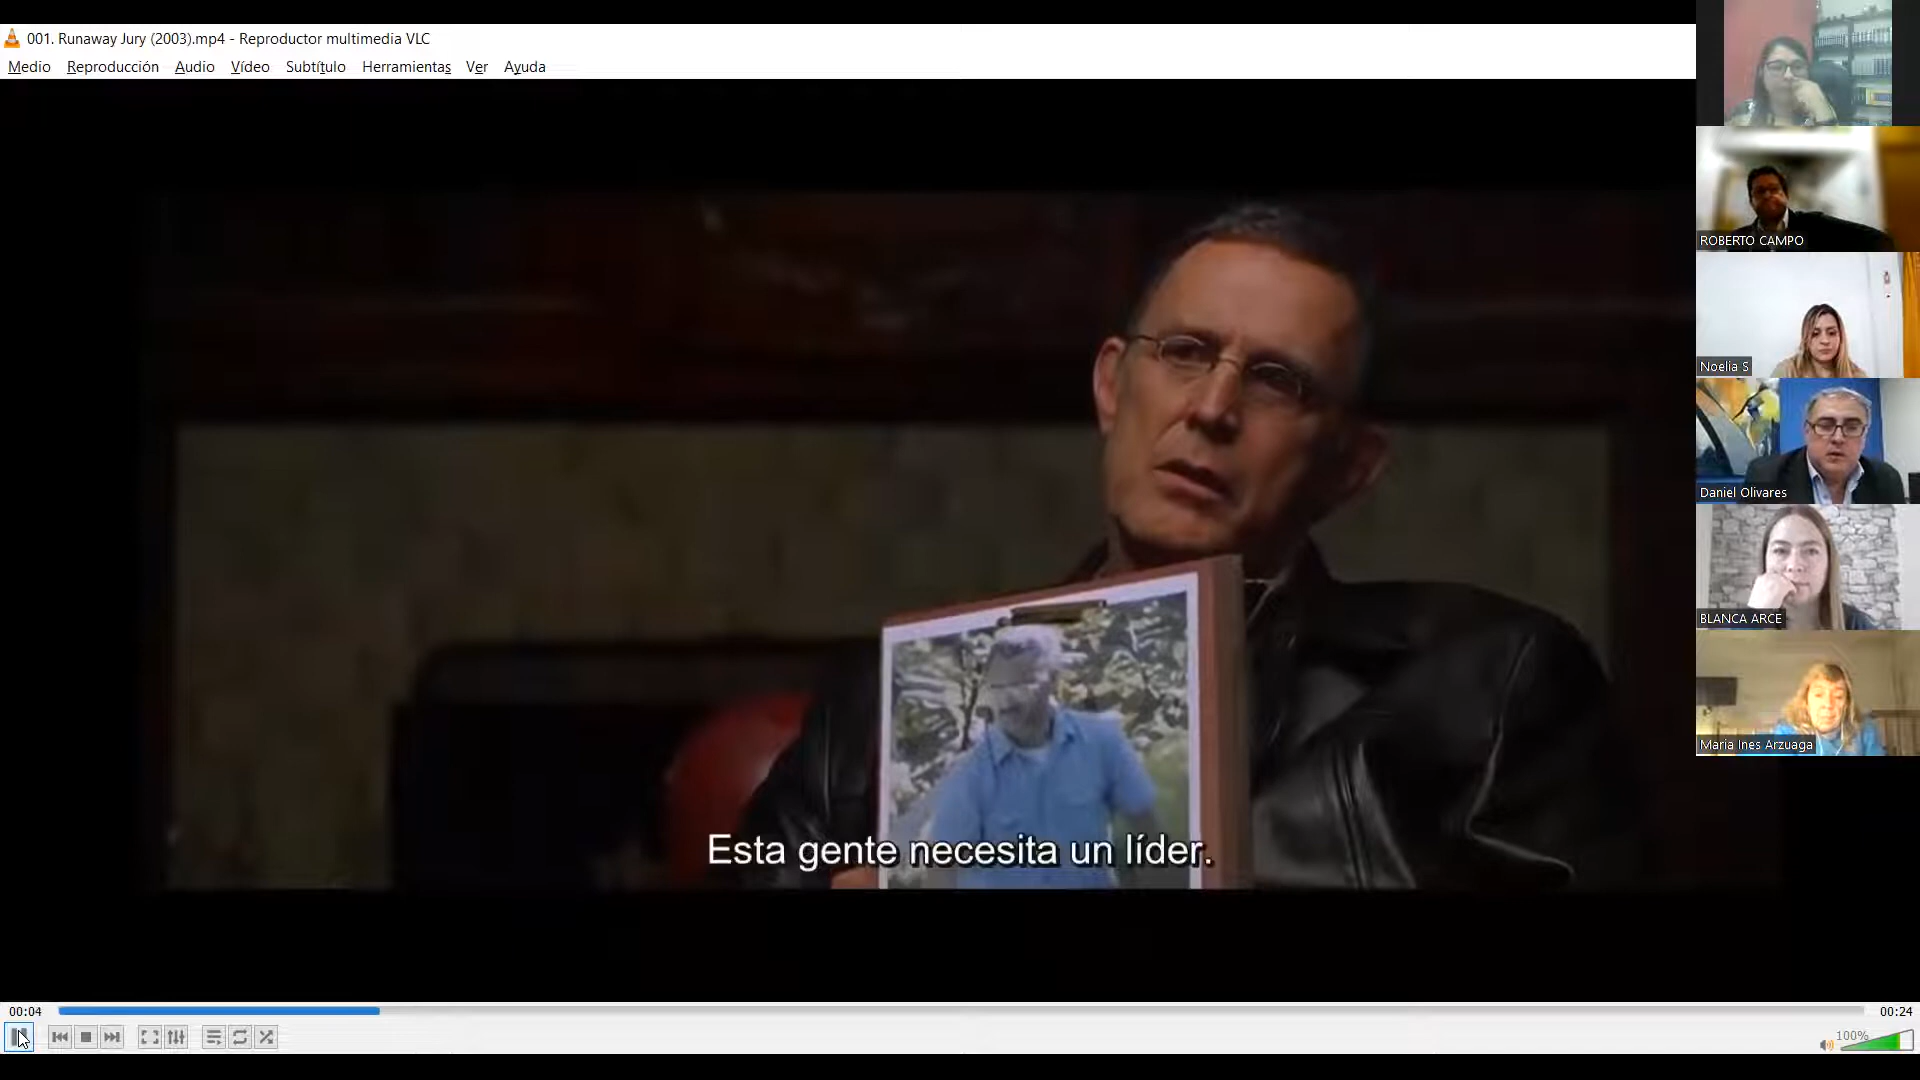 001. Runaway Jury (2003).mp4 - Reproductor multimedia VLC
Medio Reproducción Audio Vídeo Subtítulo Herramientas Ver Ayuda
ROBERTO CAMPO
Noelia S
Daniel Olivares
BLANCA ARCE
Maria Ines Arzuaga
Esta gente necesita un líder.
00:04
00:24
100%